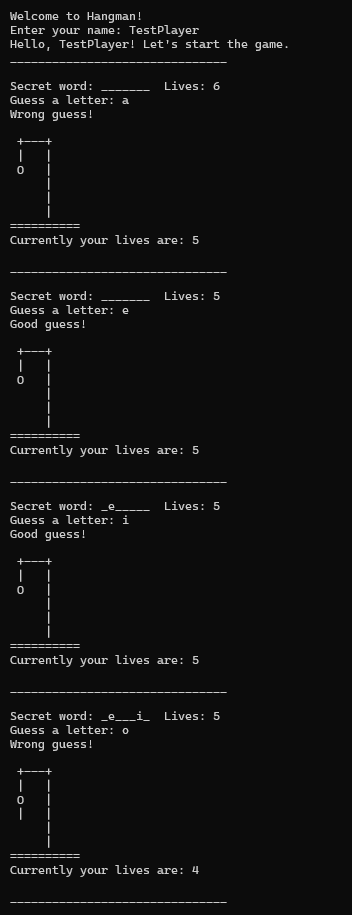 Welcome to Hangman!
Enter your name: TestPlayer
Hello, TestPlayer! Let's start the game.
_______________________________

Secret word: _______  Lives: 6
Guess a letter: a
Wrong guess!

 +---+
 |   |
 O   |
     |
     |
     |
==========
Currently your lives are: 5

_______________________________

Secret word: _______  Lives: 5
Guess a letter: e
Good guess!

 +---+
 |   |
 O   |
     |
     |
     |
==========
Currently your lives are: 5

_______________________________

Secret word: _e_____  Lives: 5
Guess a letter: i
Good guess!

 +---+
 |   |
 O   |
     |
     |
     |
==========
Currently your lives are: 5

_______________________________

Secret word: _e___i_  Lives: 5
Guess a letter: o
Wrong guess!

 +---+
 |   |
 O   |
 |   |
     |
     |
==========
Currently your lives are: 4

_______________________________